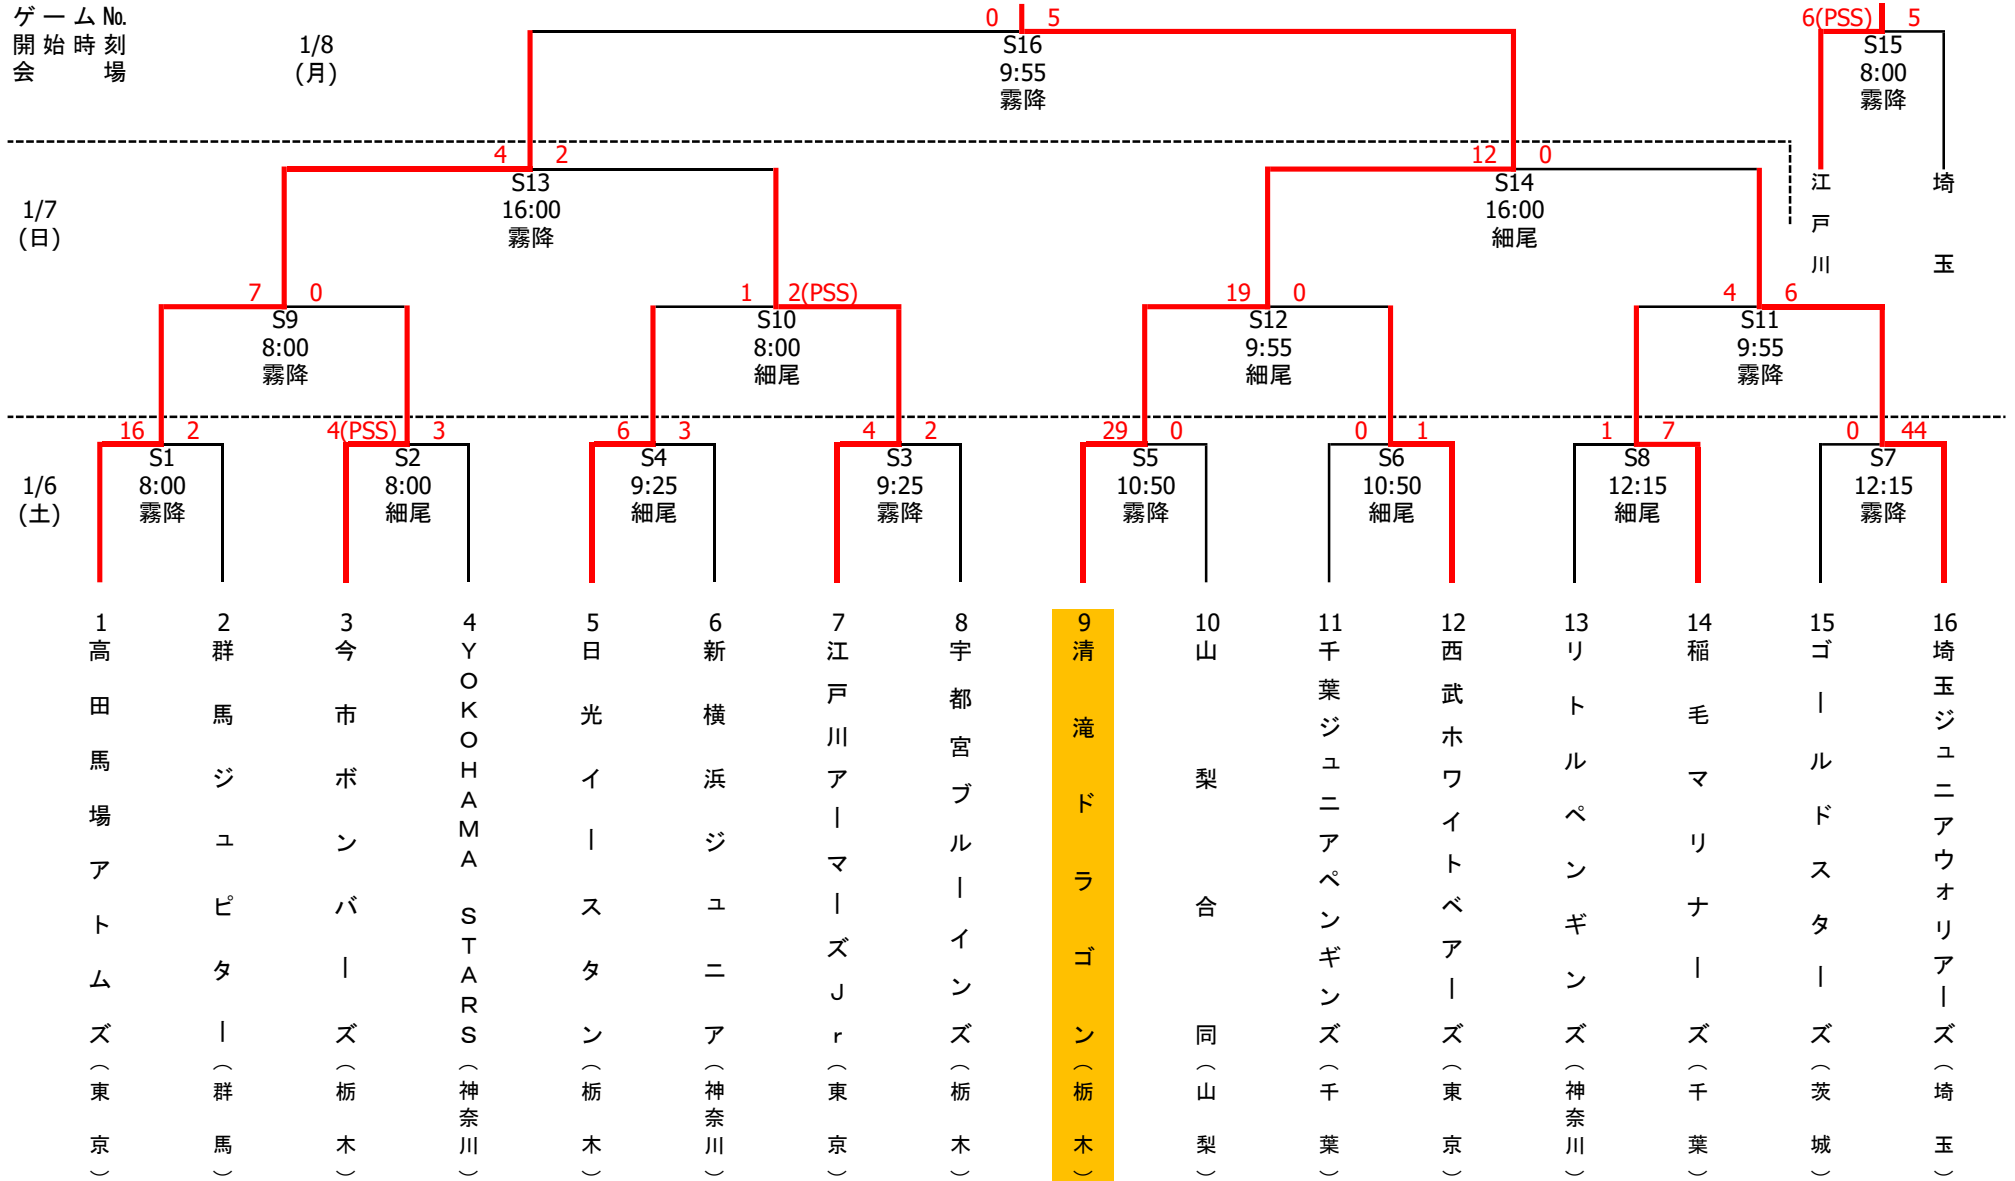 ゲームNo.
開始時刻
会場
1/8
(月)
0 5
S16
9:55
霧降
6(PSS) 5
S15
8:00
霧降
江戸川
埼玉
1/7
(日)
4 2
S13
16:00
霧降
12 0
S14
16:00
細尾
7 0
S9
8:00
霧降
1 2(PSS)
S10
8:00
細尾
19 0
S12
9:55
細尾
4 6
S11
9:55
霧降
1/6
(土)
16 2
S1
8:00
霧降
4(PSS) 3
S2
8:00
細尾
6 3
S4
9:25
細尾
4 2
S3
9:25
霧降
29 0
S5
10:50
霧降
0 1
S6
10:50
細尾
1 7
S8
12:15
細尾
0 44
S7
12:15
霧降
1 高田馬場アトムズ(東京)
2 群馬ジュピター(群馬)
3 今市ボンバーズ(栃木)
4 YOKOHAMA STARS(神奈川)
5 日光イースタン(栃木)
6 新横浜ジュニア(神奈川)
7 江戸川アーマーズJr(東京)
8 宇都宮ブルーインズ(栃木)
9 清滝ドラゴン(栃木)
10 山梨合同(山梨)
11 千葉ジュニアペンギンズ(千葉)
12 西武ホワイトベアーズ(東京)
13 リトルペンギンズ(神奈川)
14 稲毛マリナーズ(千葉)
15 ゴールドスターズ(茨城)
16 埼玉ジュニアウォリアーズ(埼玉)